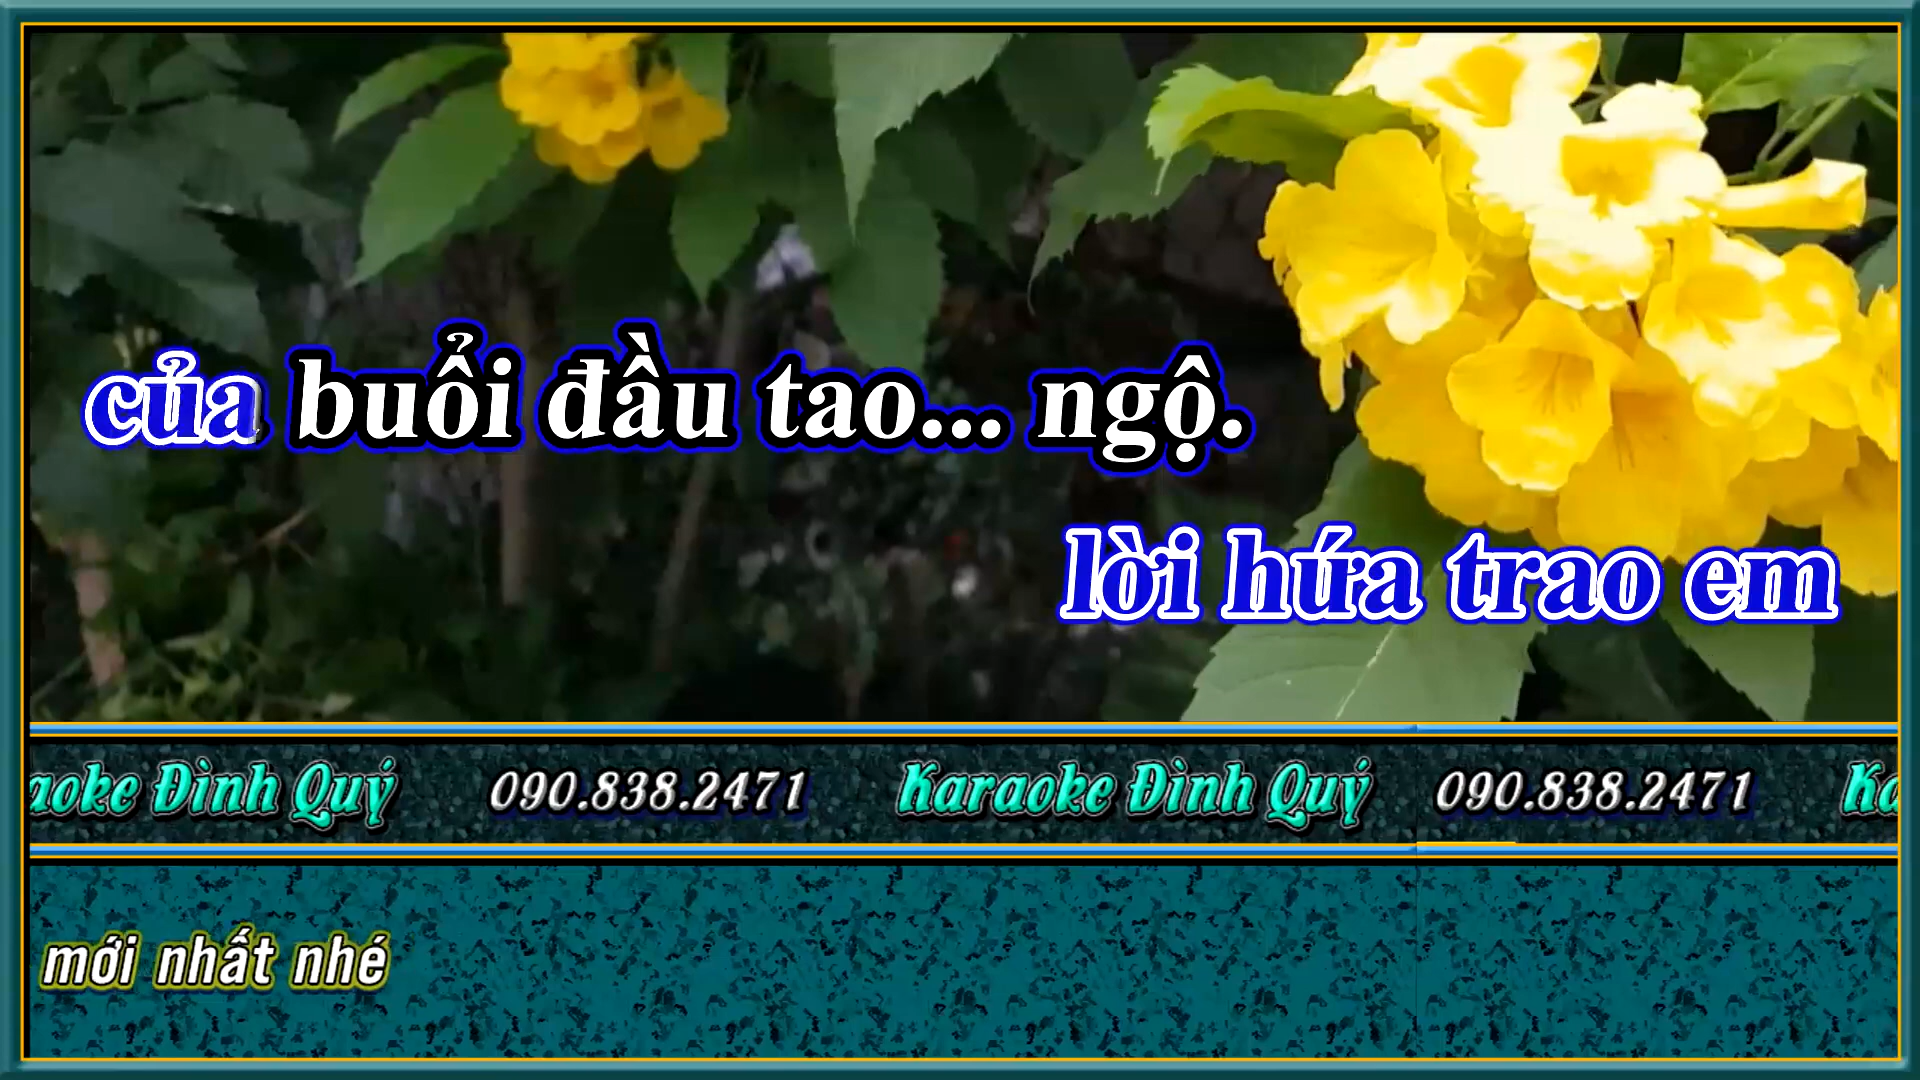 của buổi đầu tao... ngộ.
lời hứa trao em
aoke Đình Quý 090.838.2471 Karaoke Đình Quý 090.838.2471 Ka
mới nhất nhé